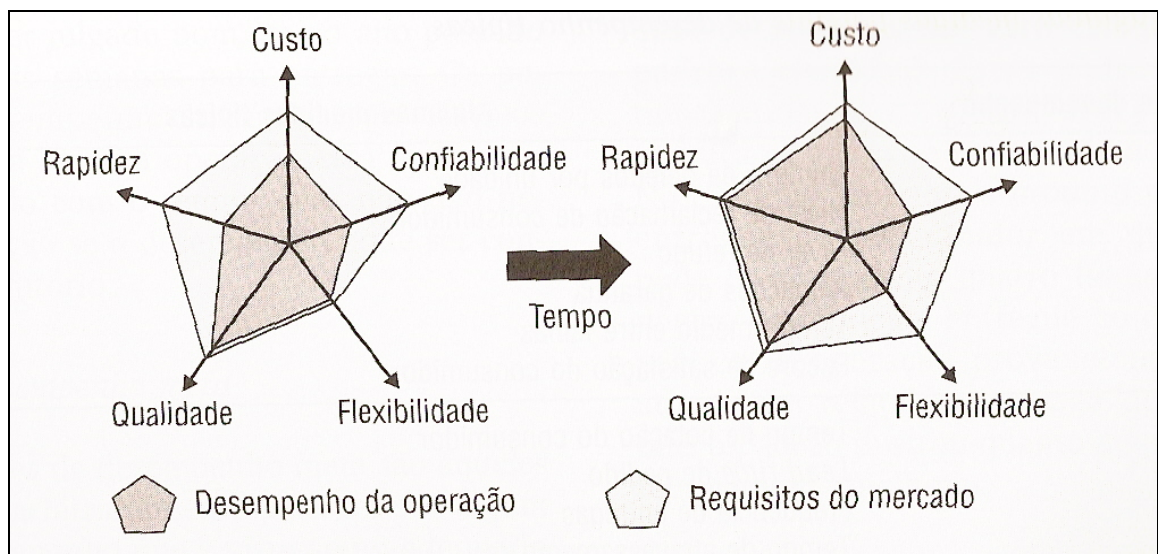 Custo
Rapidez
Confiabilidade
Qualidade
Flexibilidade
Tempo
Custo
Rapidez
Confiabilidade
Qualidade
Flexibilidade
Desempenho da operação
Requisitos do mercado